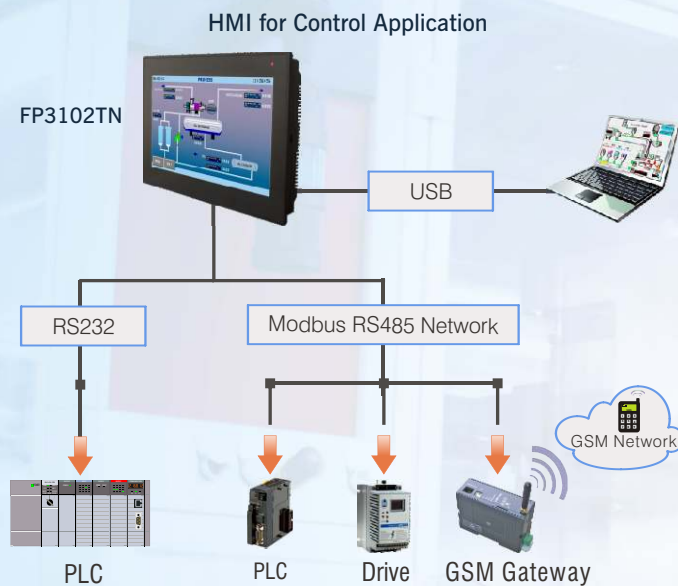 HMI for Control Application
FP3102TN
USB
RS232
Modbus RS485 Network
GSM Network
PLC
PLC
Drive
GSM Gateway